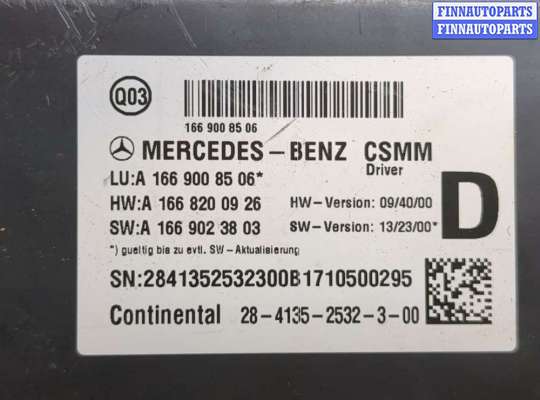 FINNAUTOPARTS
FINNAUTOPARTS
Q03
166 900 85 06
MERCEDES-BENZ CSMM
Driver
LU:A 166 900 85 06*
HW:A 166 820 09 26 HW-Version: 09/40/00
SW:A 166 902 38 03 SW-Version: 13/23/00*
D
*) gueltig bis zu evtl. SW-Aktualisierung
SN:2841352532300B1710500295
Continental 28-4135-2532-3-00